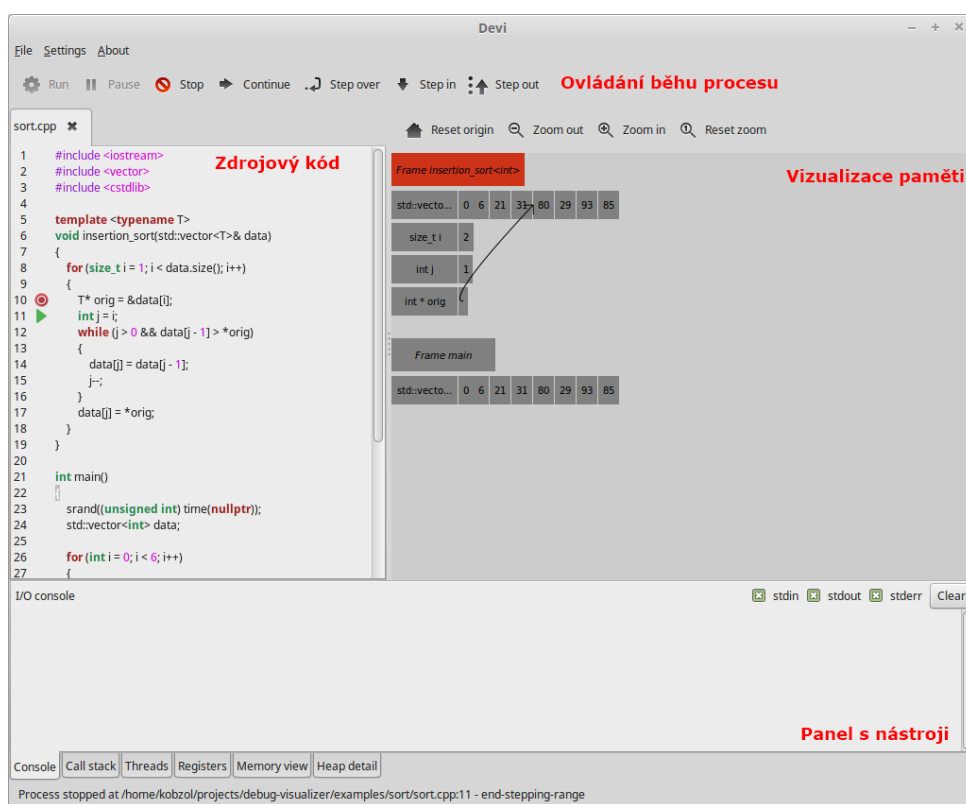 Devi
File Settings About
Run Pause Stop Continue Step over Step in Step out Ovládání běhu procesu
sort.cpp
Reset origin Zoom out Zoom in Reset zoom
Zdrojový kód
Vizualizace paměti
1 #include <iostream>
2 #include <vector>
3 #include <cstdlib>
4
5 template <typename T>
6 void insertion_sort(std::vector<T>& data)
7 {
8 for (size_t i = 1; i < data.size(); i++)
9 {
10 T* orig = &data[i];
11 int j = i;
12 while (j > 0 && data[j - 1] > *orig)
13 {
14 data[j] = data[j - 1];
15 j--;
16 }
17 data[j] = *orig;
18 }
19 }
20
21 int main()
22 {
23 srand((unsigned int) time(nullptr));
24 std::vector<int> data;
25
26 for (int i = 0; i < 6; i++)
27 {
Frame insertion_sort<int>
std::vecto... 0 6 21 31 80 29 93 85
size_t i 2
int j 1
int * orig
Frame main
std::vecto... 0 6 21 31 80 29 93 85
I/O console stdin stdout stderr Clear
Panel s nástroji
Console Call stack Threads Registers Memory view Heap detail
Process stopped at /home/kobzol/projects/debug-visualizer/examples/sort/sort.cpp:11 - end-stepping-range